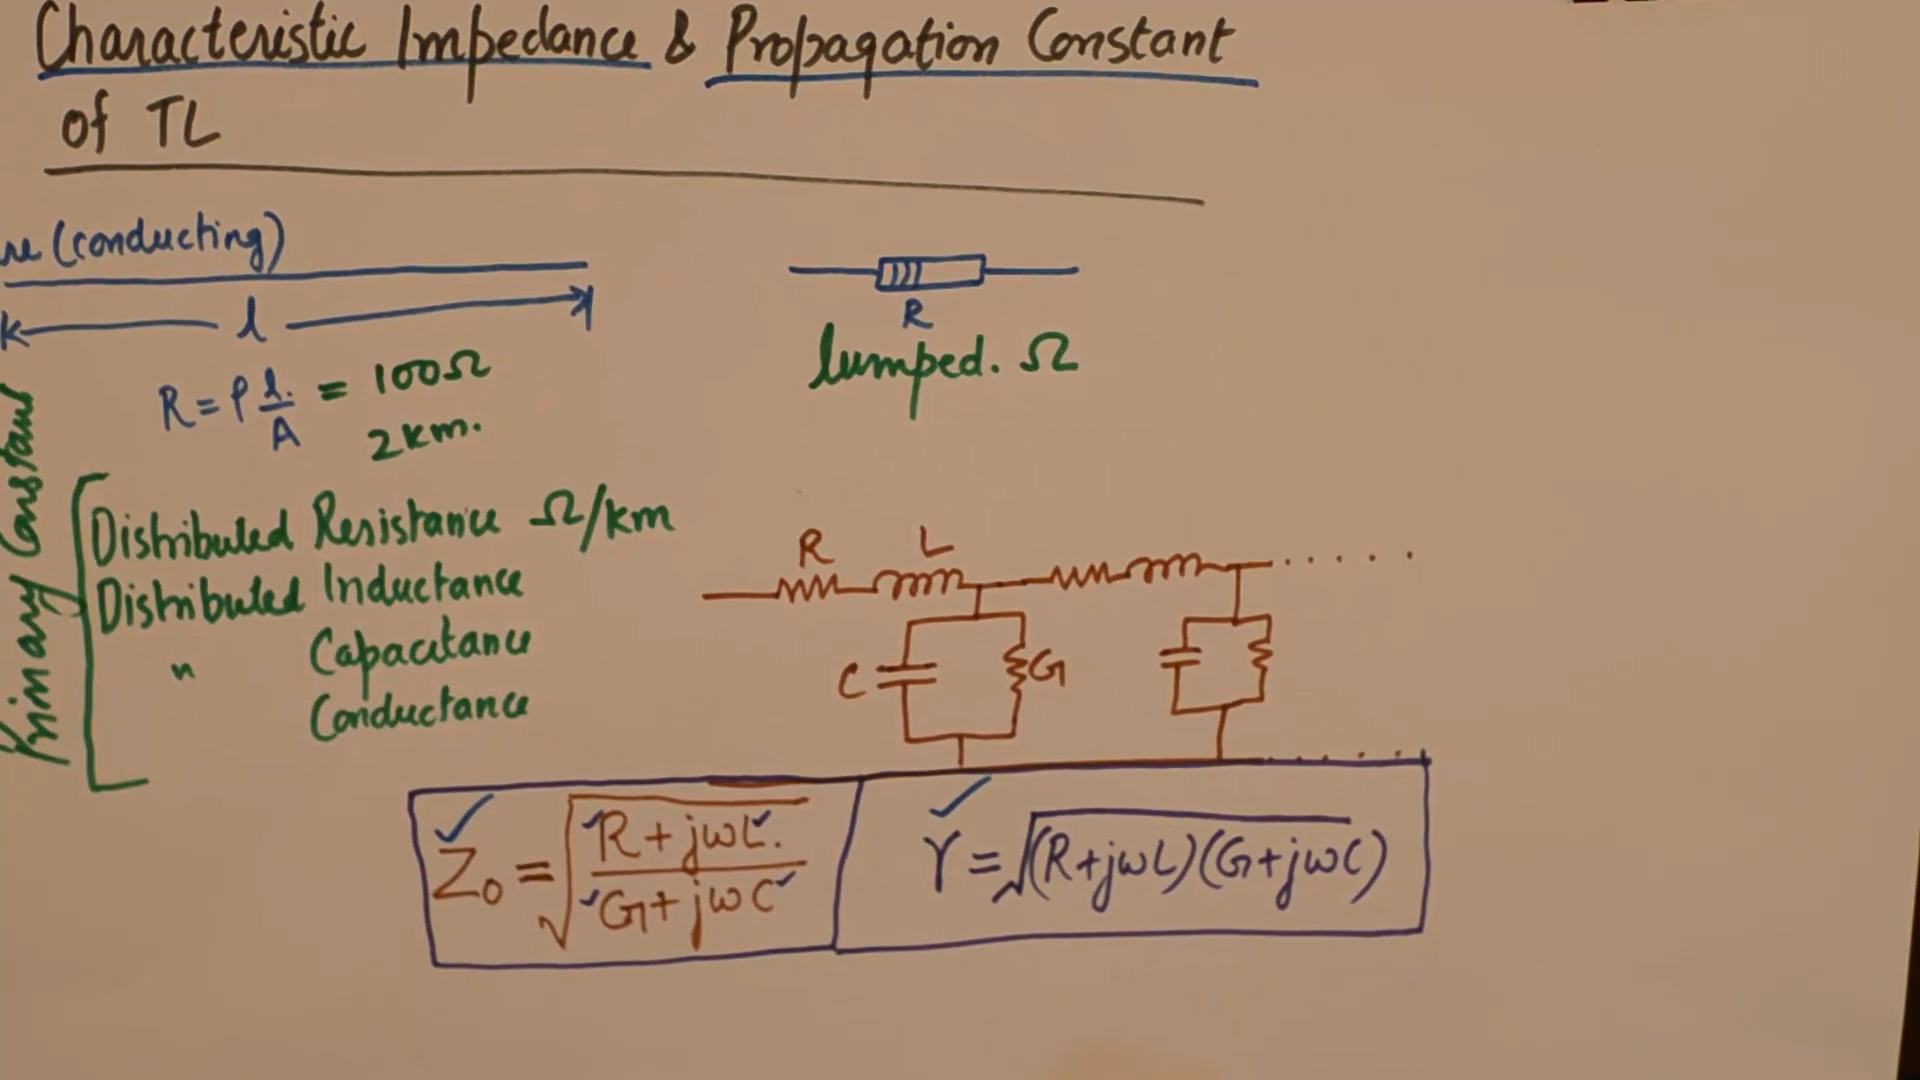 Characteristic Impedance & Propagation Constant
of TL
(conducting)
l
R = ρ l/A = 100Ω
2km.
R
lumped. Ω
Primary Constant
Distributed Resistance Ω/km
Distributed Inductance
" Capacitance
Conductance
R L
C G
Z₀ = √((R+jωL)/(G+jωC))
γ = √(R+jωL)(G+jωC)